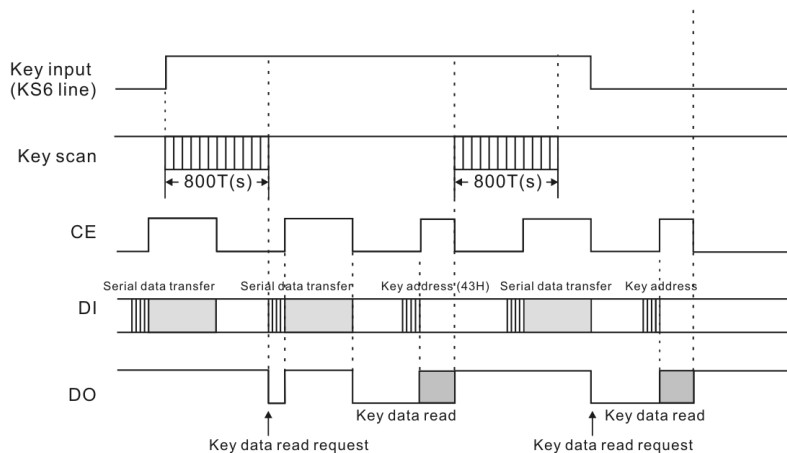 Key input
(KS6 line)
Key scan
800T(s) 800T(s)
CE
Serial data transfer Serial data transfer Key address (43H) Serial data transfer Key address
DI
DO
Key data read Key data read
Key data read request Key data read request